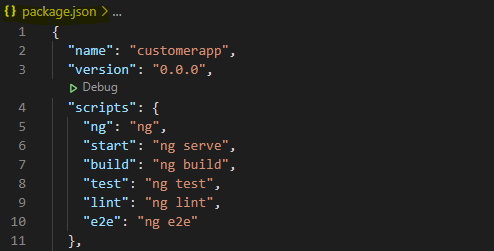 {} package.json > ...
1 {
2 "name": "customerapp",
3 "version": "0.0.0",
Debug
4 "scripts": {
5 "ng": "ng",
6 "start": "ng serve",
7 "build": "ng build",
8 "test": "ng test",
9 "lint": "ng lint",
10 "e2e": "ng e2e"
11 },